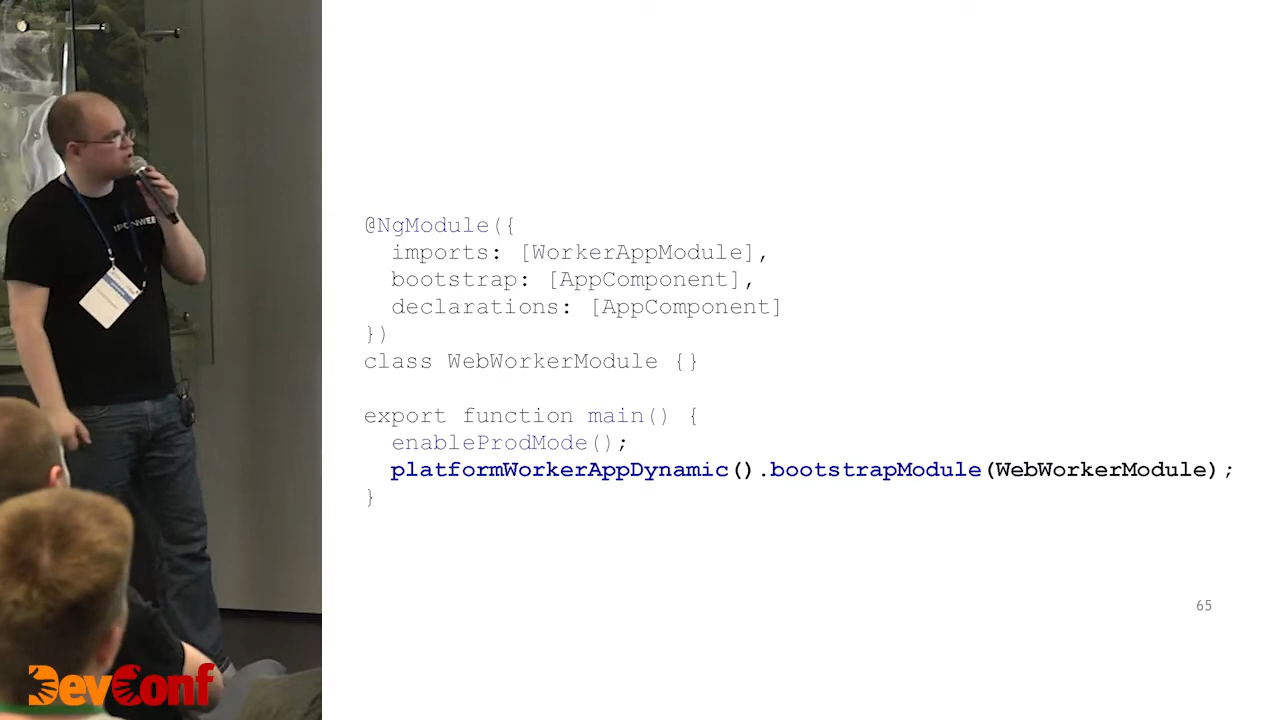 @NgModule({
imports: [WorkerAppModule],
bootstrap: [AppComponent],
declarations: [AppComponent]
})
class WebWorkerModule {}
export function main() {
enableProdMode();
platformWorkerAppDynamic().bootstrapModule(WebWorkerModule);
}
65
DevConf